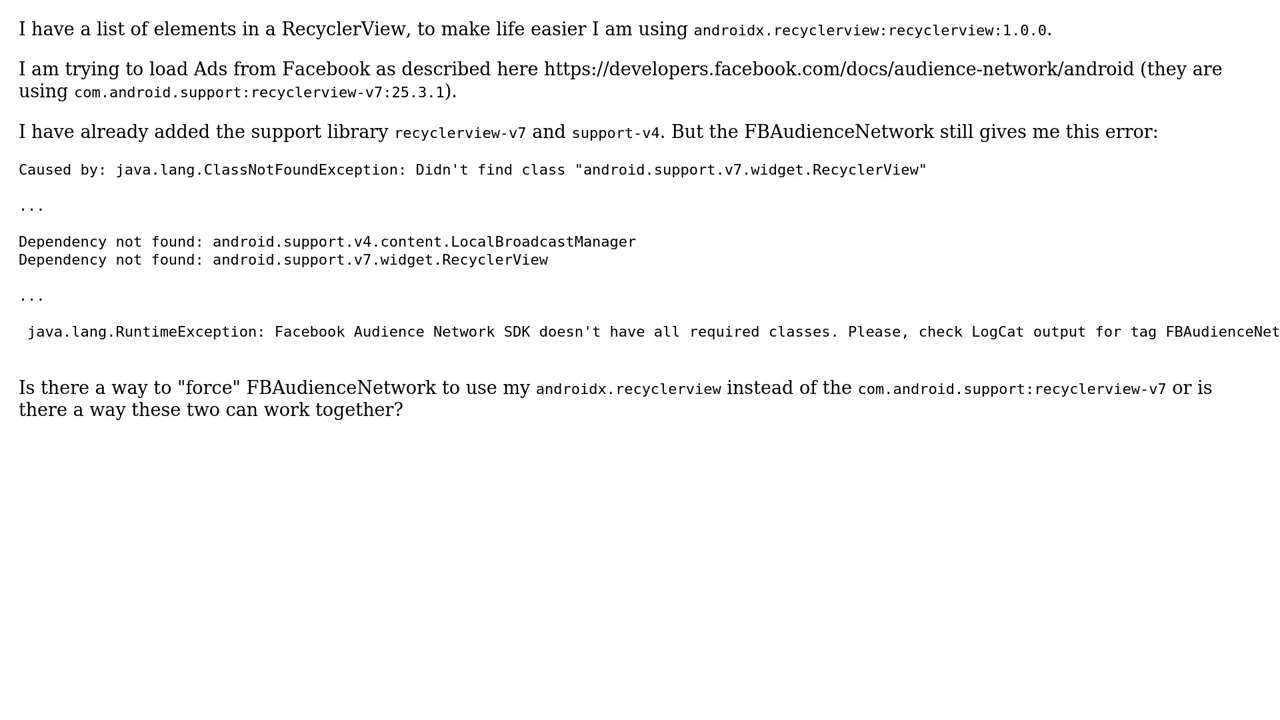 I have a list of elements in a RecyclerView, to make life easier I am using androidx.recyclerview:recyclerview:1.0.0.
I am trying to load Ads from Facebook as described here https://developers.facebook.com/docs/audience-network/android (they are
using com.android.support:recyclerview-v7:25.3.1).
I have already added the support library recyclerview-v7 and support-v4. But the FBAudienceNetwork still gives me this error:
Caused by: java.lang.ClassNotFoundException: Didn't find class "android.support.v7.widget.RecyclerView"
...
Dependency not found: android.support.v4.content.LocalBroadcastManager
Dependency not found: android.support.v7.widget.RecyclerView
...
java.lang.RuntimeException: Facebook Audience Network SDK doesn't have all required classes. Please, check LogCat output for tag FBAudienceNet
Is there a way to "force" FBAudienceNetwork to use my androidx.recyclerview instead of the com.android.support:recyclerview-v7 or is
there a way these two can work together?